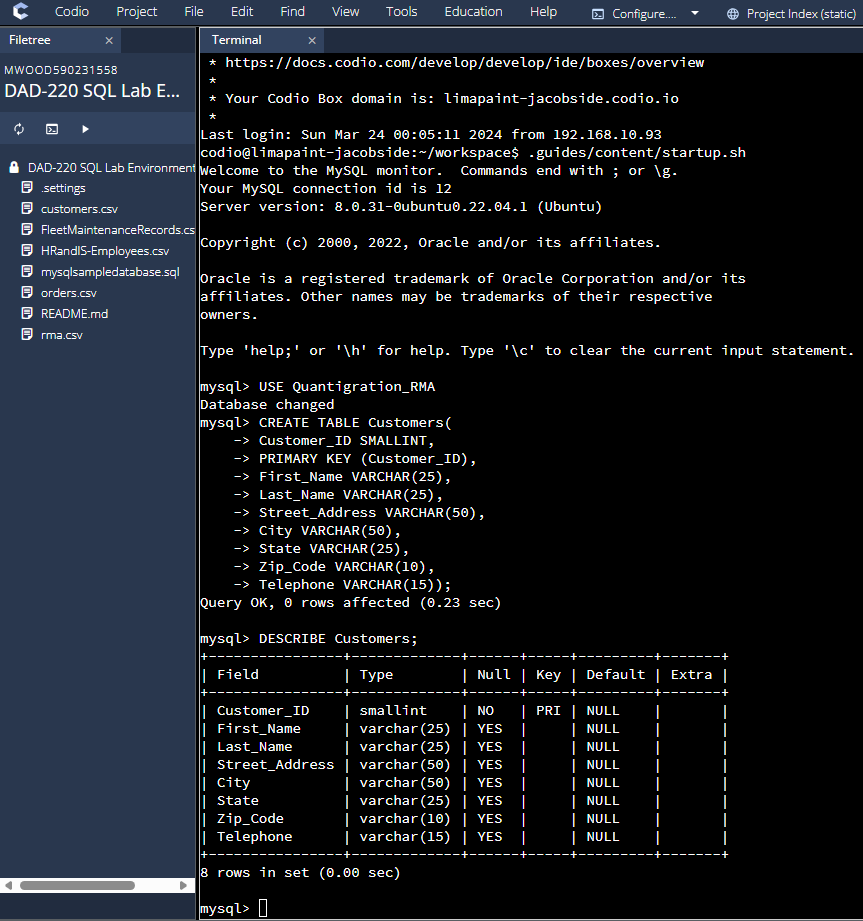 Codio Project File Edit Find View Tools Education Help Configure.... Project Index (static)
Filetree ×
MWOOD590231558
DAD-220 SQL Lab E...
DAD-220 SQL Lab Environment
.settings
customers.csv
FleetMaintenanceRecords.cs
HRandIS-Employees.csv
mysqlsampledatabase.sql
orders.csv
README.md
rma.csv
Terminal ×
* https://docs.codio.com/develop/develop/ide/boxes/overview
*
* Your Codio Box domain is: limapaint-jacobside.codio.io
*
Last login: Sun Mar 24 00:05:11 2024 from 192.168.10.93
codio@limapaint-jacobside:~/workspace$ .guides/content/startup.sh
Welcome to the MySQL monitor.  Commands end with ; or \g.
Your MySQL connection id is 12
Server version: 8.0.31-0ubuntu0.22.04.1 (Ubuntu)

Copyright (c) 2000, 2022, Oracle and/or its affiliates.

Oracle is a registered trademark of Oracle Corporation and/or its
affiliates. Other names may be trademarks of their respective
owners.

Type 'help;' or '\h' for help. Type '\c' to clear the current input statement.

mysql> USE Quantigration_RMA
Database changed
mysql> CREATE TABLE Customers(
    -> Customer_ID SMALLINT,
    -> PRIMARY KEY (Customer_ID),
    -> First_Name VARCHAR(25),
    -> Last_Name VARCHAR(25),
    -> Street_Address VARCHAR(50),
    -> City VARCHAR(50),
    -> State VARCHAR(25),
    -> Zip_Code VARCHAR(10),
    -> Telephone VARCHAR(15));
Query OK, 0 rows affected (0.23 sec)

mysql> DESCRIBE Customers;
+----------------+-------------+------+-----+---------+-------+
| Field          | Type        | Null | Key | Default | Extra |
+----------------+-------------+------+-----+---------+-------+
| Customer_ID    | smallint    | NO   | PRI | NULL    |       |
| First_Name     | varchar(25) | YES  |     | NULL    |       |
| Last_Name      | varchar(25) | YES  |     | NULL    |       |
| Street_Address | varchar(50) | YES  |     | NULL    |       |
| City           | varchar(50) | YES  |     | NULL    |       |
| State          | varchar(25) | YES  |     | NULL    |       |
| Zip_Code       | varchar(10) | YES  |     | NULL    |       |
| Telephone      | varchar(15) | YES  |     | NULL    |       |
+----------------+-------------+------+-----+---------+-------+
8 rows in set (0.00 sec)

mysql>